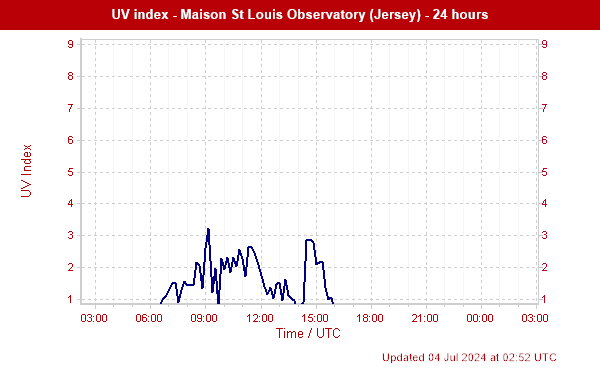 UV index - Maison St Louis Observatory (Jersey) - 24 hours
9 9
8 8
7 7
6 6
5 5
4 4
3 3
2 2
1 1
UV Index
03:00 06:00 09:00 12:00 15:00 18:00 21:00 00:00 03:00
Time / UTC
Updated 04 Jul 2024 at 02:52 UTC